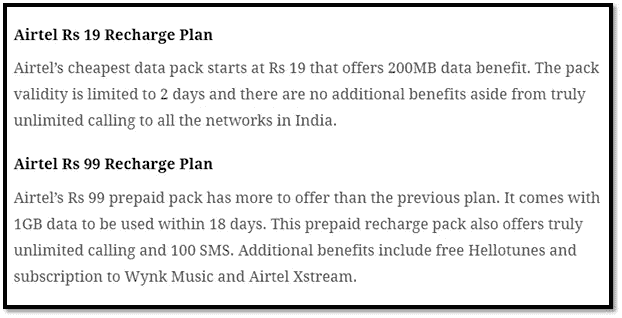 Airtel Rs 19 Recharge Plan
Airtel’s cheapest data pack starts at Rs 19 that offers 200MB data benefit. The pack
validity is limited to 2 days and there are no additional benefits aside from truly
unlimited calling to all the networks in India.
Airtel Rs 99 Recharge Plan
Airtel’s Rs 99 prepaid pack has more to offer than the previous plan. It comes with
1GB data to be used within 18 days. This prepaid recharge pack also offers truly
unlimited calling and 100 SMS. Additional benefits include free Hellotunes and
subscription to Wynk Music and Airtel Xstream.